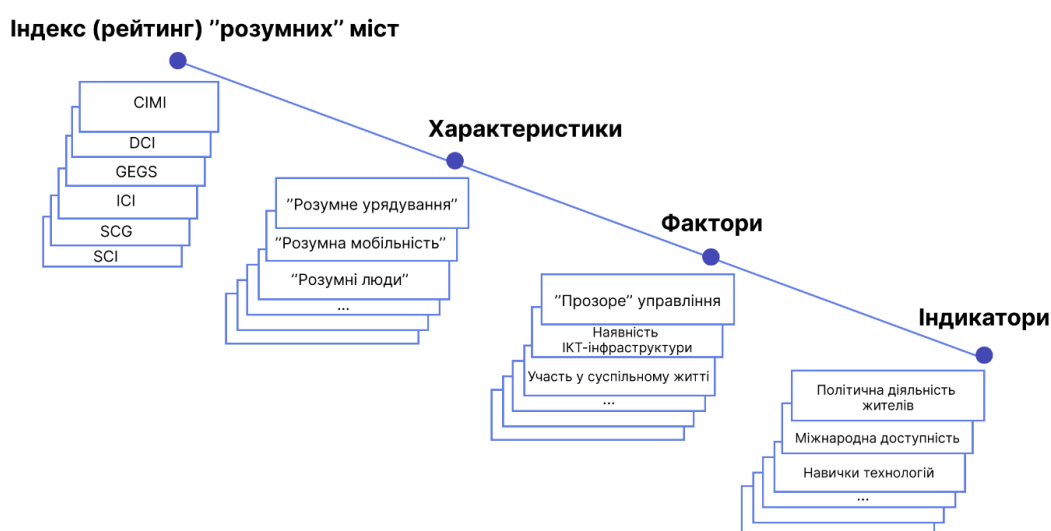 Індекс (рейтинг) ”розумних” міст
CIMI
DCI
GEGS
ICI
SCG
SCI
Характеристики
”Розумне урядування”
”Розумна мобільність”
”Розумні люди”
...
Фактори
”Прозоре” управління
Наявність
ІКТ-інфраструктури
Участь у суспільному житті
...
Індикатори
Політична діяльність
жителів
Міжнародна доступність
Навички технологій
...